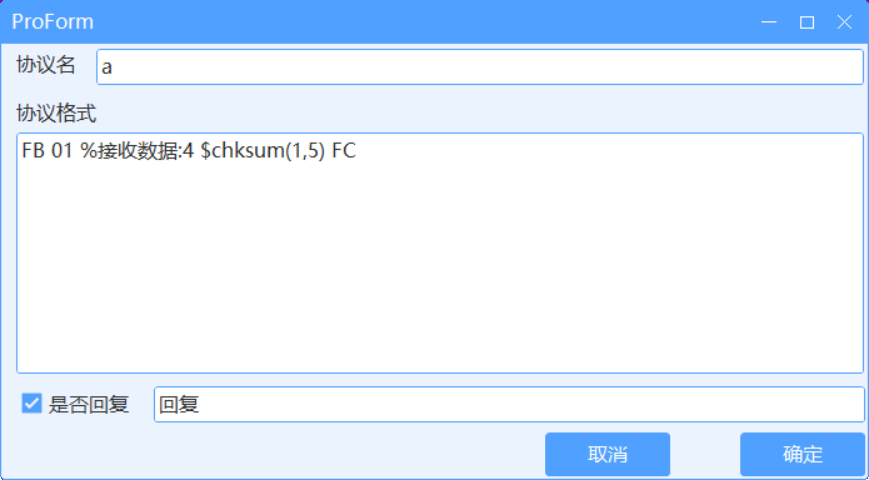 ProForm
协议名 a
协议格式
FB 01 %接收数据:4 $chksum(1,5) FC
是否回复 回复
取消 确定